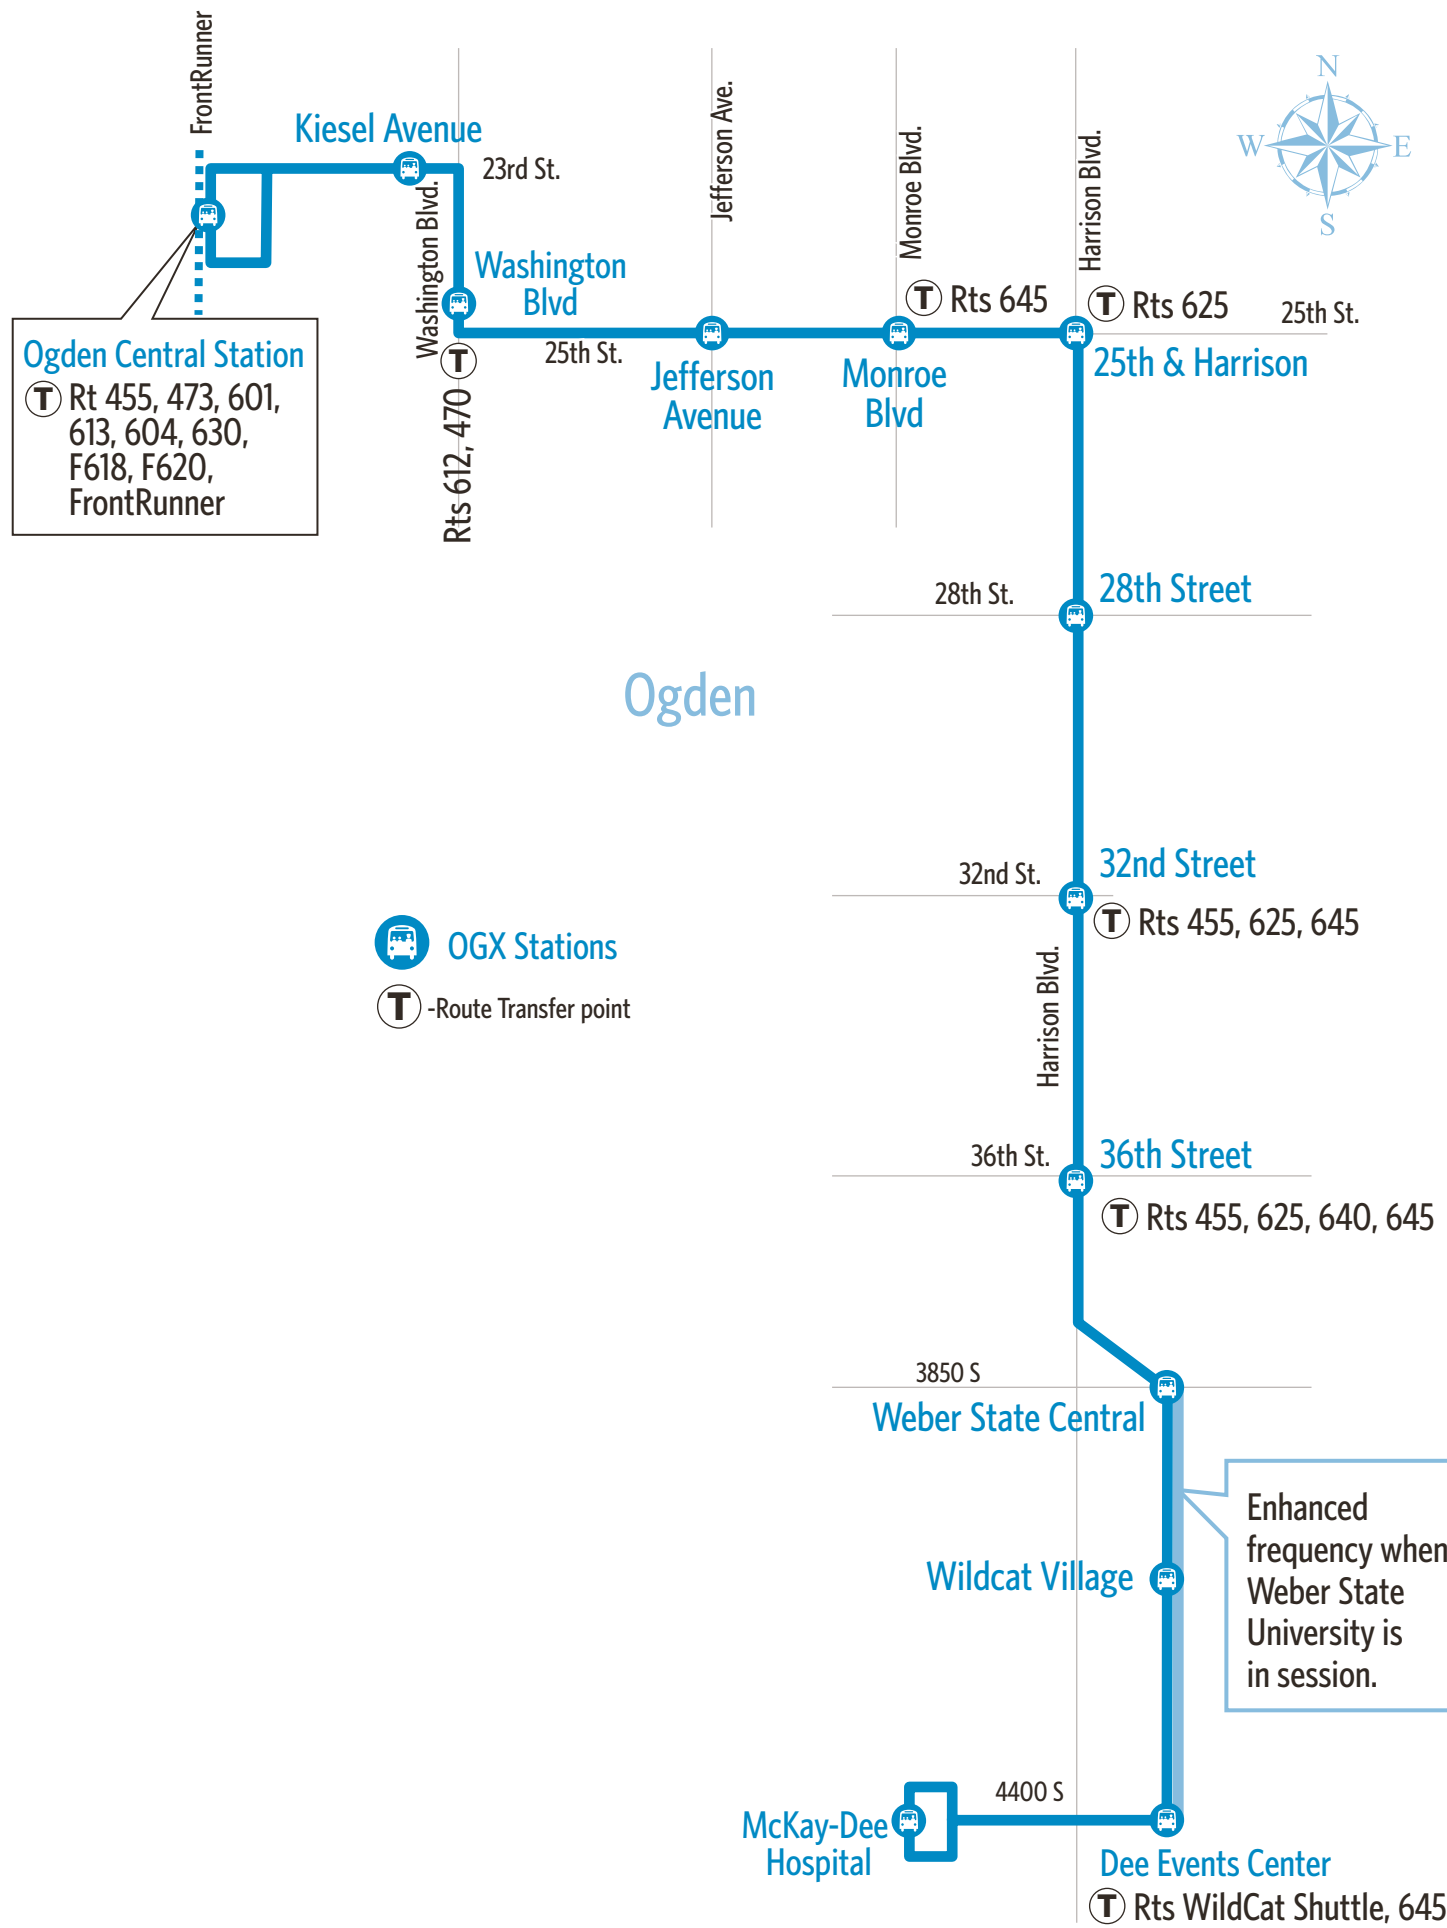 FrontRunner
Kiesel Avenue
23rd St.
Washington Blvd.
Jefferson Ave.
Monroe Blvd.
Harrison Blvd.
N
W
E
S
Washington
Blvd
T Rts 645
T Rts 625
25th St.
25th St.
Ogden Central Station
T Rt 455, 473, 601,
613, 604, 630,
F618, F620,
FrontRunner
T
Rts 612, 470
Jefferson
Avenue
Monroe
Blvd
25th & Harrison
28th St.
28th Street
Ogden
32nd St.
32nd Street
T Rts 455, 625, 645
OGX Stations
T -Route Transfer point
Harrison Blvd.
36th St.
36th Street
T Rts 455, 625, 640, 645
3850 S
Weber State Central
Enhanced
frequency when
Weber State
University is
in session.
Wildcat Village
4400 S
McKay-Dee
Hospital
Dee Events Center
T Rts WildCat Shuttle, 645